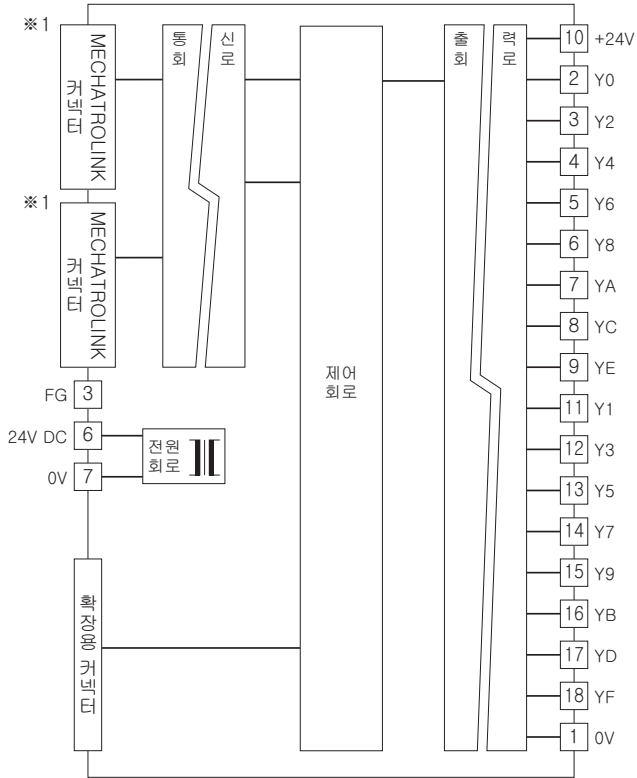 ※1
MECHATROLINK
커넥터
※1
MECHATROLINK
커넥터
FG 3
24V DC 6
0V 7
전원
회로
확장용 커넥터
통신
회로
제어
회로
출력
회로
10 +24V
2 Y0
3 Y2
4 Y4
5 Y6
6 Y8
7 YA
8 YC
9 YE
11 Y1
12 Y3
13 Y5
14 Y7
15 Y9
16 YB
17 YD
18 YF
1 0V